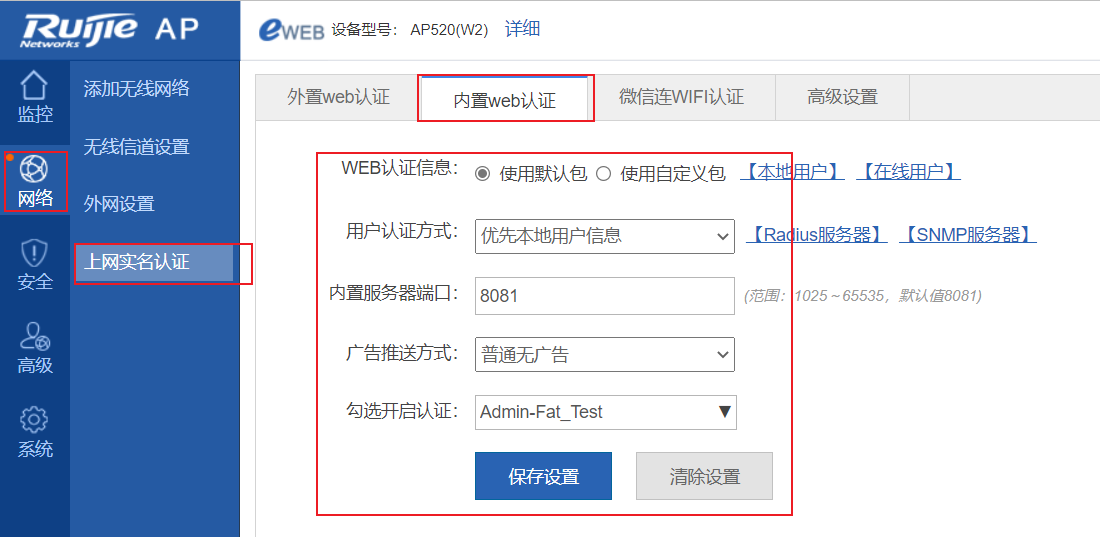 Ruijie AP
Networks
eWEB 设备型号： AP520(W2) 详细
监控
网络
安全
高级
系统
添加无线网络
无线信道设置
外网设置
上网实名认证
外置web认证 内置web认证 微信连WIFI认证 高级设置
WEB认证信息： 使用默认包 使用自定义包 【本地用户】 【在线用户】
用户认证方式： 优先本地用户信息 【Radius服务器】 【SNMP服务器】
内置服务器端口： 8081 (范围：1025～65535，默认值8081)
广告推送方式： 普通无广告
勾选开启认证： Admin-Fat_Test ▼
保存设置 清除设置